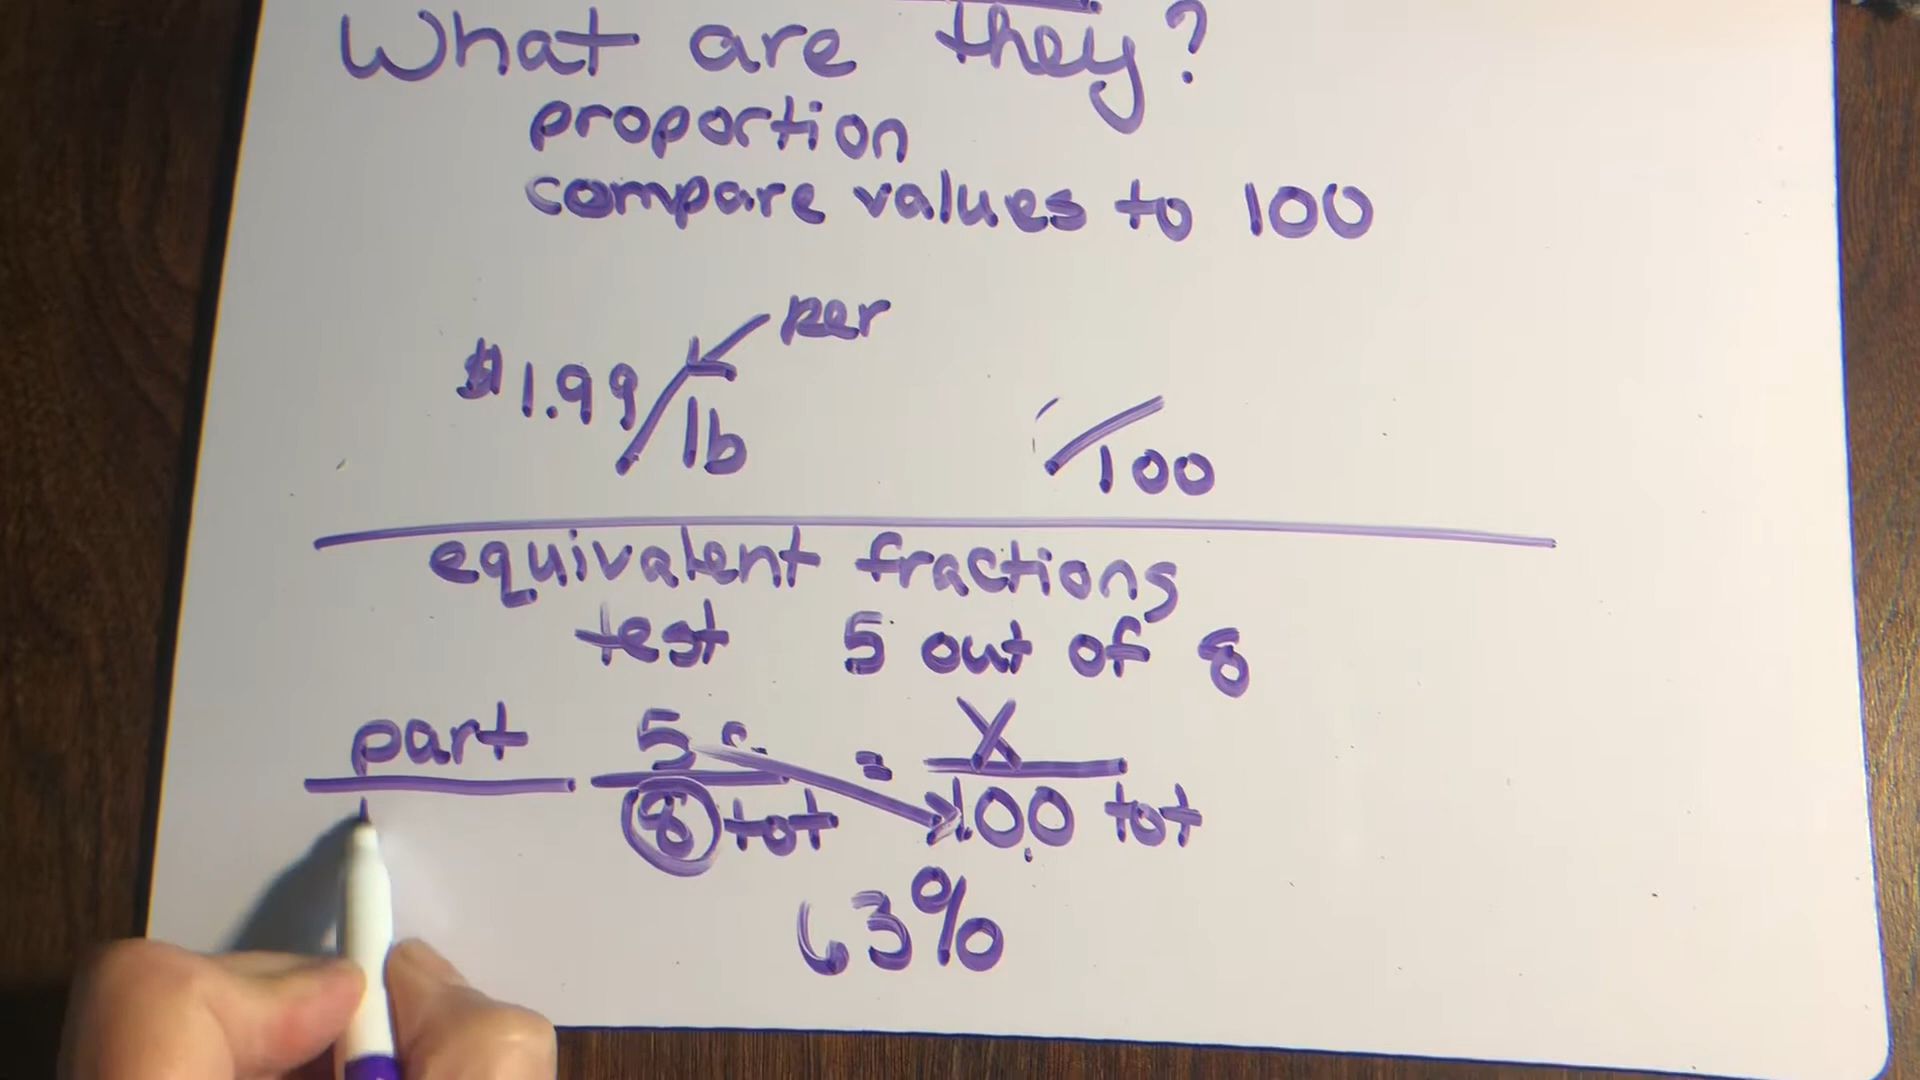 What are they?
proportion
compare values to 100
per
$1.99/lb
/100
equivalent fractions
test 5 out of 8
part 5 c = X
8 tot 100 tot
63%